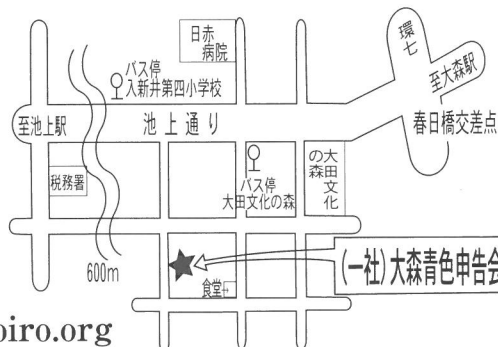 日赤
病院
環七
至大森駅
バス停
入新井第四小学校
至池上駅
池上通り
春日橋交差点
税務署
バス停
大田文化の森
大田文化
の森
600m
食堂
(一社)大森青色申告会
oiro.org